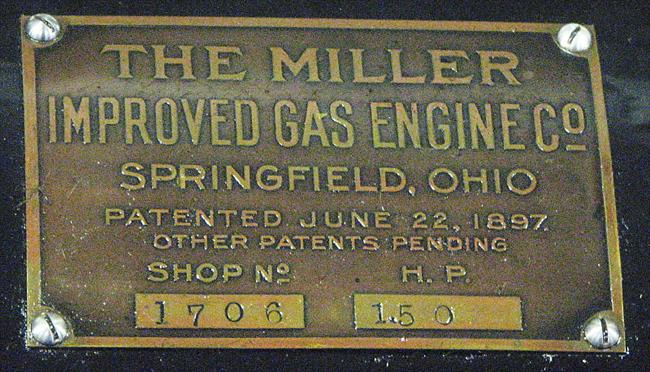 THE MILLER
IMPROVED GAS ENGINE Cº
SPRINGFIELD, OHIO
PATENTED JUNE 22, 1897.
OTHER PATENTS PENDING
SHOP Nº H. P.
1706 1.50